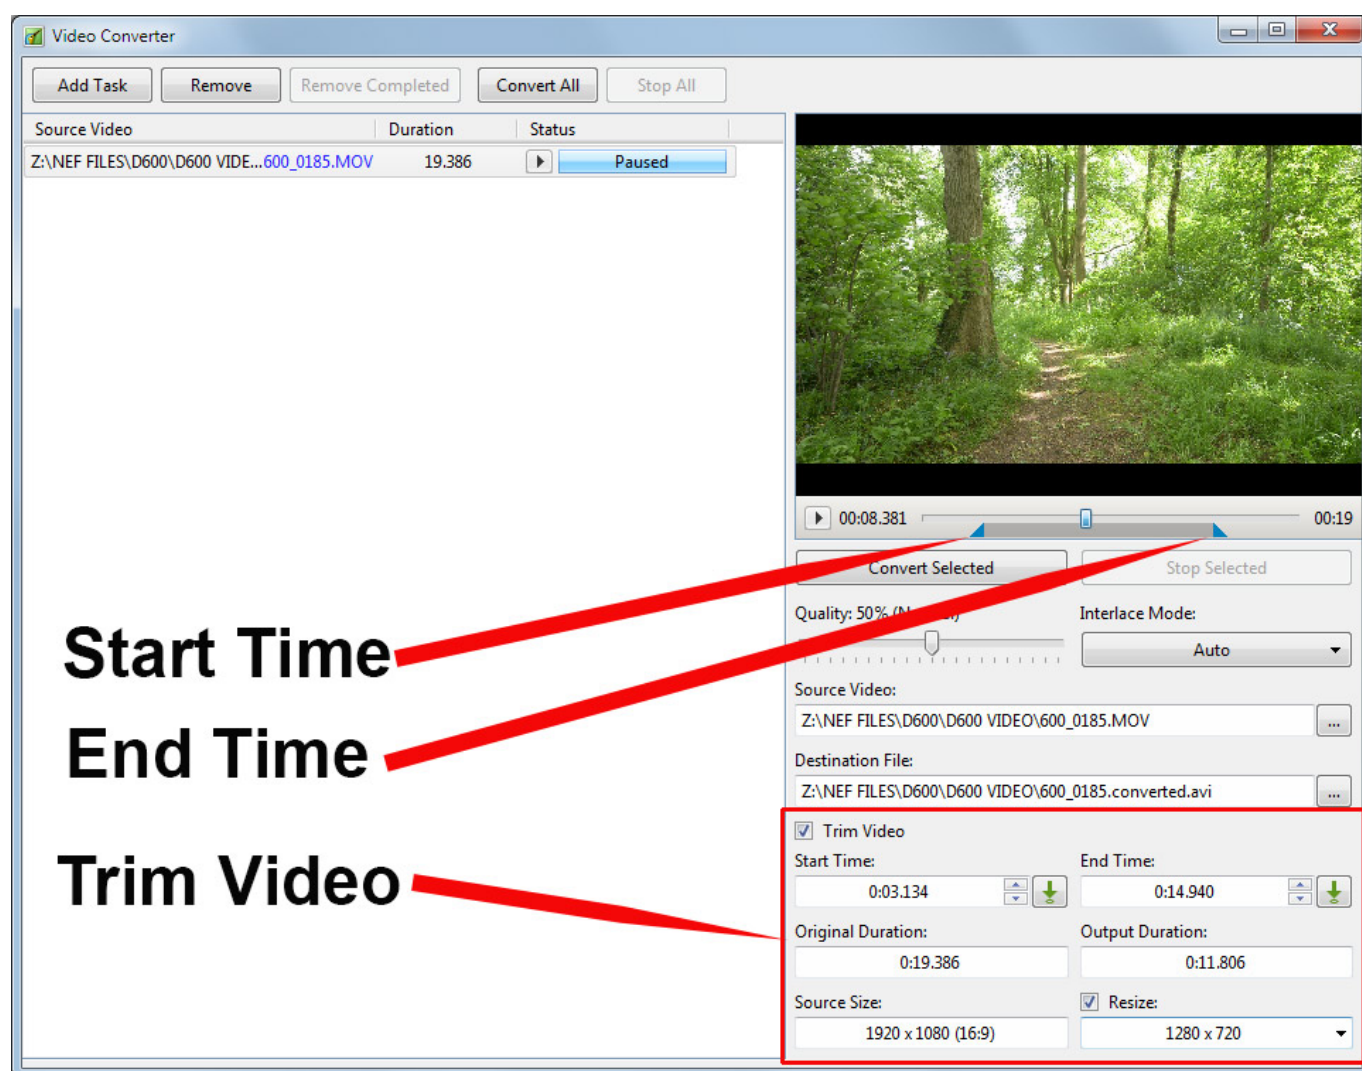 Video Converter
Add Task Remove Remove Completed Convert All Stop All
Source Video Duration Status
Z:\NEF FILES\D600\D600 VIDE...600_0185.MOV 19.386 Paused
00:08.381 00:19
Convert Selected Stop Selected
Quality: 50% Interlace Mode:
Auto
Start Time
Source Video:
Z:\NEF FILES\D600\D600 VIDEO\600_0185.MOV ...
End Time
Destination File:
Z:\NEF FILES\D600\D600 VIDEO\600_0185.converted.avi ...
Trim Video
Trim Video
Start Time: End Time:
0:03.134 0:14.940
Original Duration: Output Duration:
0:19.386 0:11.806
Source Size: Resize:
1920 x 1080 (16:9) 1280 x 720